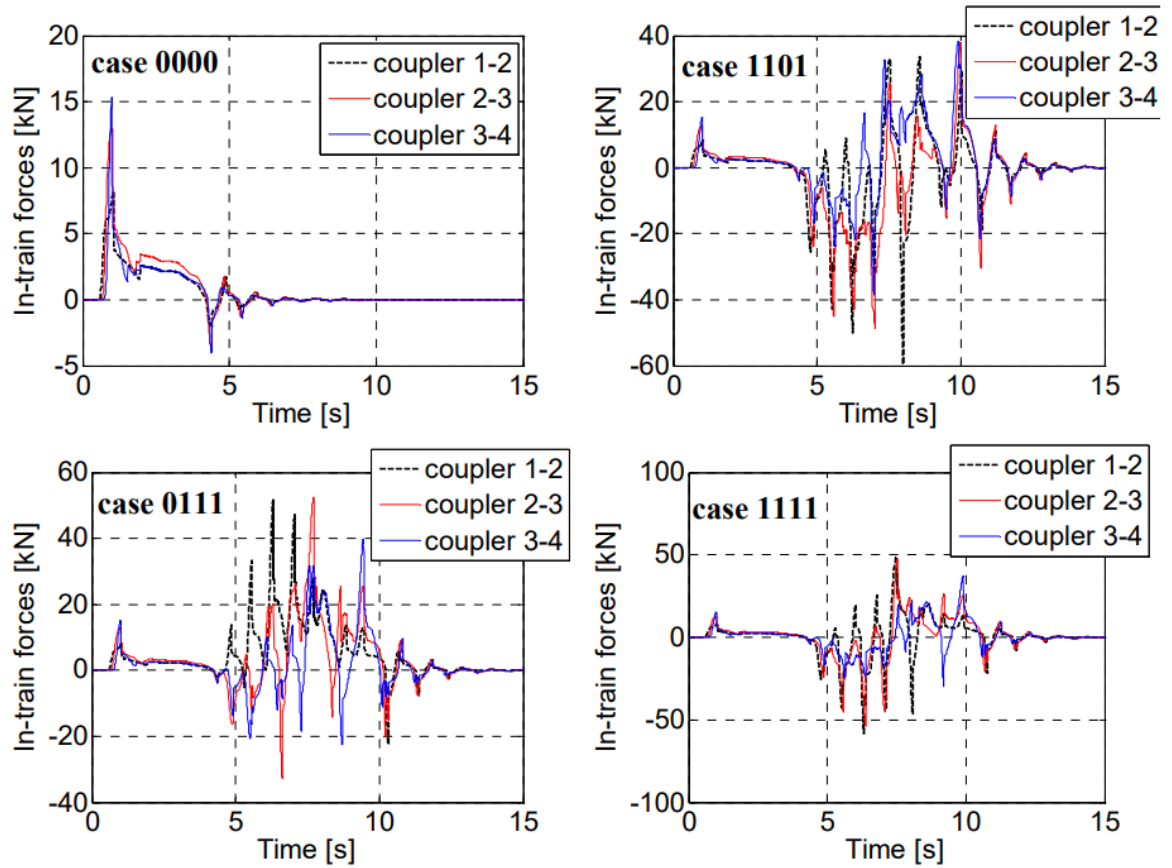 case 0000
coupler 1-2
coupler 2-3
coupler 3-4
In-train forces [kN]
20
15
10
5
0
-5
0
5
10
15
Time [s]
case 1101
coupler 1-2
coupler 2-3
coupler 3-4
In-train forces [kN]
40
20
0
-20
-40
-60
0
5
10
15
Time [s]
case 0111
coupler 1-2
coupler 2-3
coupler 3-4
In-train forces [kN]
60
40
20
0
-20
-40
0
5
10
15
Time [s]
case 1111
coupler 1-2
coupler 2-3
coupler 3-4
In-train forces [kN]
100
50
0
-50
-100
0
5
10
15
Time [s]